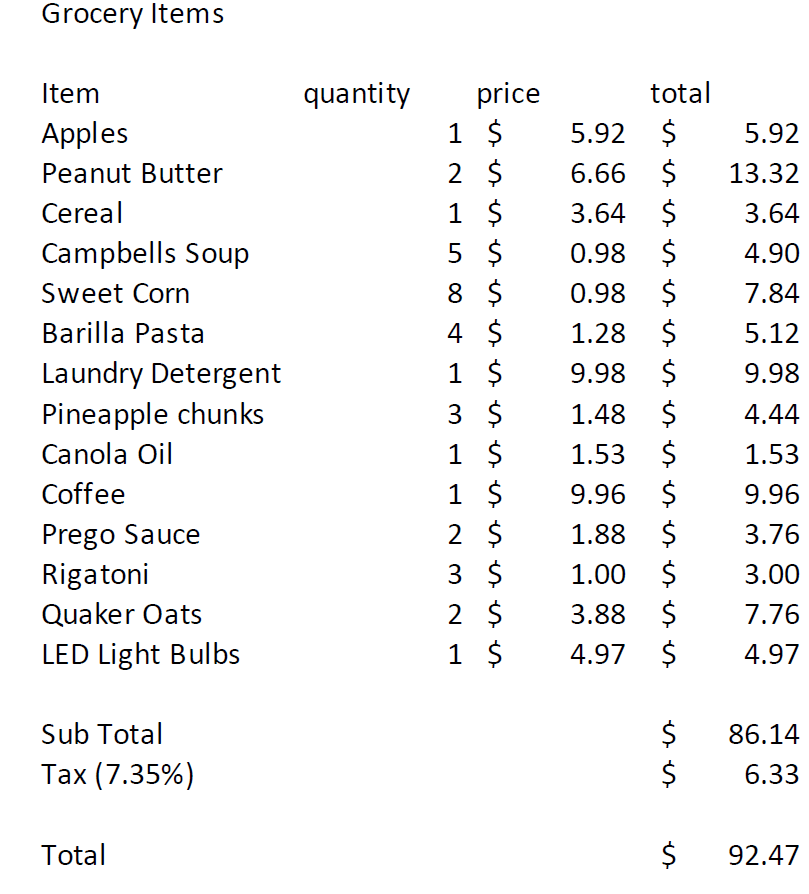 Grocery Items
Item quantity price total
Apples 1 $ 5.92 $ 5.92
Peanut Butter 2 $ 6.66 $ 13.32
Cereal 1 $ 3.64 $ 3.64
Campbells Soup 5 $ 0.98 $ 4.90
Sweet Corn 8 $ 0.98 $ 7.84
Barilla Pasta 4 $ 1.28 $ 5.12
Laundry Detergent 1 $ 9.98 $ 9.98
Pineapple chunks 3 $ 1.48 $ 4.44
Canola Oil 1 $ 1.53 $ 1.53
Coffee 1 $ 9.96 $ 9.96
Prego Sauce 2 $ 1.88 $ 3.76
Rigatoni 3 $ 1.00 $ 3.00
Quaker Oats 2 $ 3.88 $ 7.76
LED Light Bulbs 1 $ 4.97 $ 4.97
Sub Total $ 86.14
Tax (7.35%) $ 6.33
Total $ 92.47